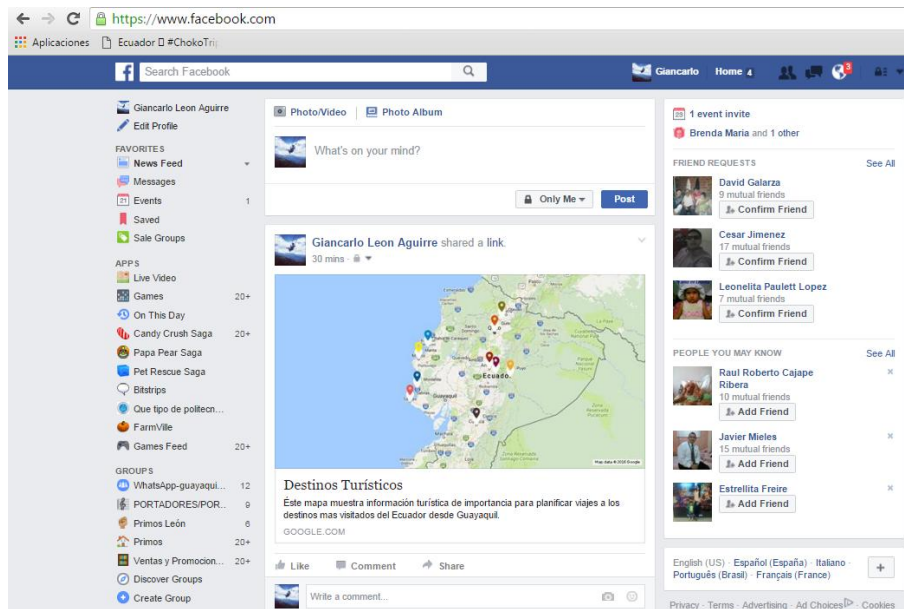 https://www.facebook.com
Aplicaciones
Ecuador #ChokoTri
Search Facebook
Giancarlo
Home 4
3
Giancarlo Leon Aguirre
Edit Profile
FAVORITES
News Feed
Messages
Events 1
Saved
Sale Groups
APPS
Live Video
Games 20+
On This Day
Candy Crush Saga 20+
Papa Pear Saga
Pet Rescue Saga
Bitstrips
Que tipo de politecn...
FarmVille
Games Feed 20+
GROUPS
WhatsApp-guayaqui... 12
PORTADORES/POR... 9
Primos León 6
Primos 20+
Ventas y Promocion... 20+
Discover Groups
Create Group
Photo/Video
Photo Album
What's on your mind?
Only Me
Post
Giancarlo Leon Aguirre shared a link.
30 mins ·
Ecuador
Guayaquil
Destinos Turísticos
Éste mapa muestra información turística de importancia para planificar viajes a los
destinos mas visitados del Ecuador desde Guayaquil.
GOOGLE.COM
Like
Comment
Share
Write a comment...
1 event invite
Brenda Maria and 1 other
FRIEND REQUESTS
See All
David Galarza
9 mutual friends
Confirm Friend
Cesar Jimenez
17 mutual friends
Confirm Friend
Leonelita Paulett Lopez
7 mutual friends
Confirm Friend
PEOPLE YOU MAY KNOW
See All
Raul Roberto Cajape
Ribera
10 mutual friends
Add Friend
Javier Mieles
15 mutual friends
Add Friend
Estrellita Freire
Add Friend
English (US) · Español (España) · Italiano ·
Português (Brasil) · Français (France)
Privacy · Terms · Advertising · Ad Choices · Cookies